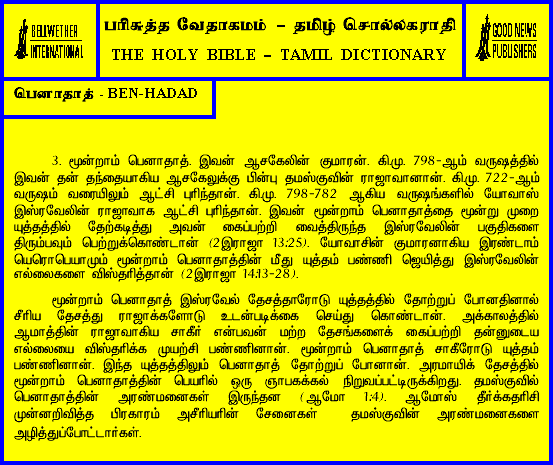 BELLWETHER
INTERNATIONAL
பரிசுத்த வேதாகமம் – தமிழ் சொல்லகராதி
THE HOLY BIBLE – TAMIL DICTIONARY
GOOD NEWS
PUBLISHERS
பெனாதாத் - BEN-HADAD
3. மூன்றாம் பெனாதாத். இவன் ஆசகேலின் குமாரன். கி.மு. 798-ஆம் வருஷத்தில்
இவன் தன் தந்தையாகிய ஆசகேலுக்கு பின்பு தமஸ்குவின் ராஜாவானான். கி.மு. 722-ஆம்
வருஷம் வரையிலும் ஆட்சி புரிந்தான். கி.மு. 798-782 ஆகிய வருஷங்களில் யோவாஸ்
இஸ்ரவேலின் ராஜாவாக ஆட்சி புரிந்தான். இவன் மூன்றாம் பெனாதாத்தை மூன்று முறை
யுத்தத்தில் தேற்கடித்து அவன் கைப்பற்றி வைத்திருந்த இஸ்ரவேலின் பகுதிகளை
திரும்பவும் பெற்றுக்கொண்டான் (2இராஜா 13:25). யோவாசின் குமாரனாகிய இரண்டாம்
யெரொபெயாமும் மூன்றாம் பெனாதாத்தின் மீது யுத்தம் பண்ணி ஜெயித்து இஸ்ரவேலின்
எல்லைகளை விஸ்தரித்தான் (2இராஜா 14:13-28).
மூன்றாம் பெனாதாத் இஸ்ரவேல் தேசத்தாரோடு யுத்தத்தில் தோற்றுப் போனதினால்
சீரிய தேசத்து ராஜாக்களோடு உடன்படிக்கை செய்து கொண்டான். அக்காலத்தில்
ஆமாத்தின் ராஜாவாகிய சாகீர் என்பவன் மற்ற தேசங்களைக் கைப்பற்றி தன்னுடைய
எல்லையை விஸ்தரிக்க முயற்சி பண்ணினான். மூன்றாம் பெனாதாத் சாகீரோடு யுத்தம்
பண்ணினான். இந்த யுத்தத்திலும் பெனாதாத் தோற்றுப் போனான். அரமாயிக் தேசத்தில்
மூன்றாம் பெனாதாத்தின் பெயரில் ஒரு ஞாபகக்கல் நிறுவப்பட்டிருக்கிறது. தமஸ்குவில்
பெனாதாத்தின் அரண்மனைகள் இருந்தன (ஆமோ 1:4). ஆமோஸ் தீர்க்கதரிசி
முன்னறிவித்த பிரகாரம் அசீரியரின் சேனைகள் தமஸ்குவின் அரண்மனைகளை
அழித்துப்போட்டார்கள்.